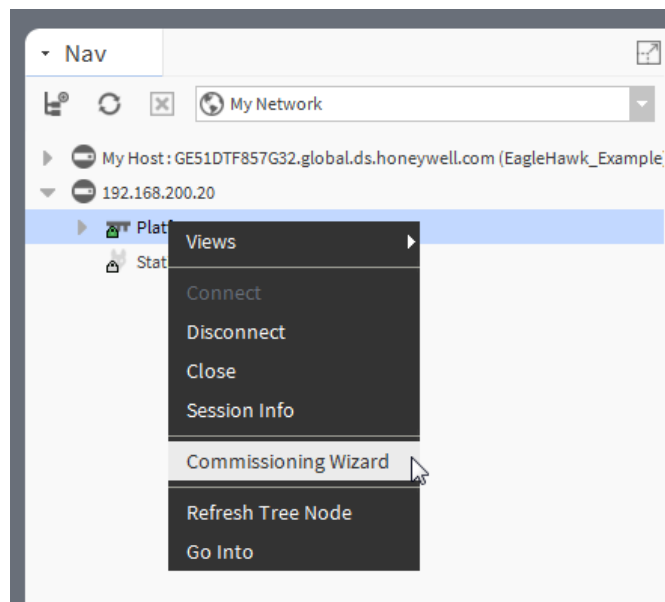 Nav
My Network
My Host : GE51DTF857G32.global.ds.honeywell.com (EagleHawk_Example
192.168.200.20
Plat
Stat
Views
Connect
Disconnect
Close
Session Info
Commissioning Wizard
Refresh Tree Node
Go Into